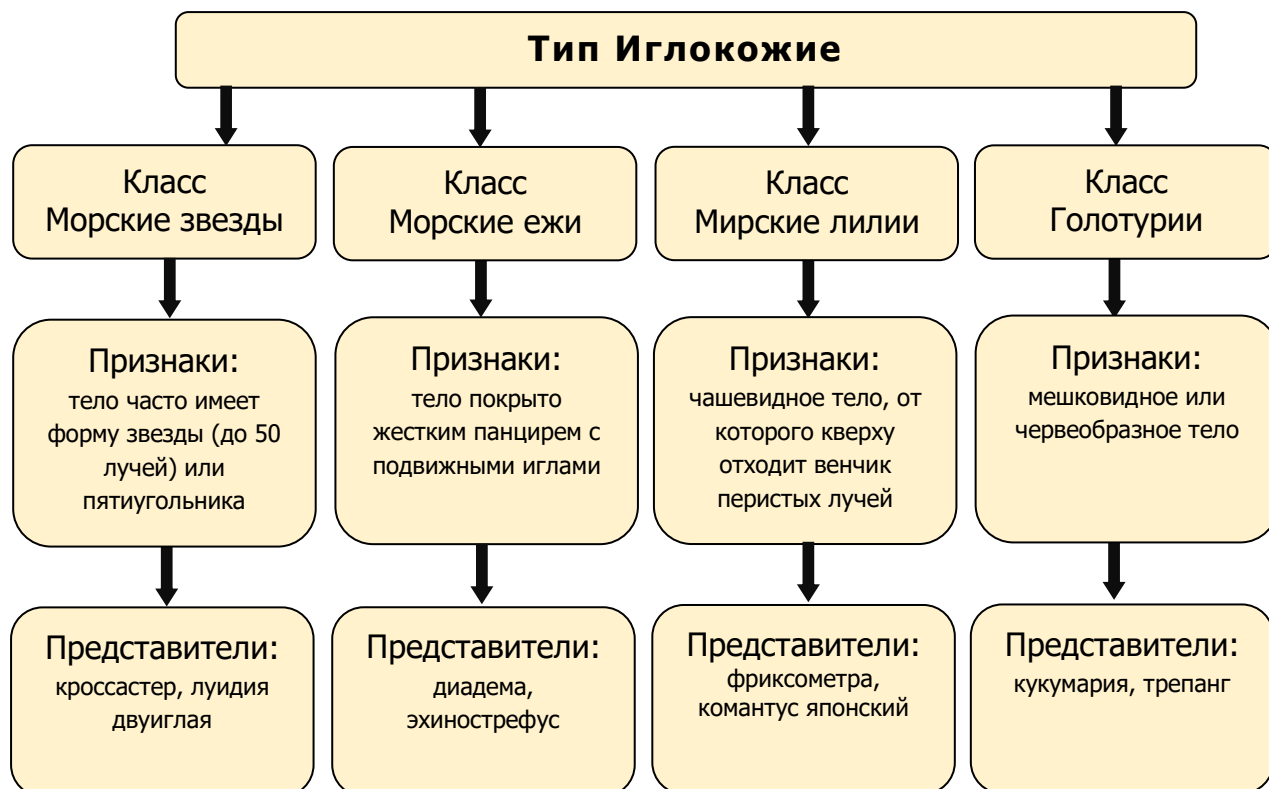 Тип Иглокожие
Класс
Морские звезды
Класс
Морские ежи
Класс
Мирские лилии
Класс
Голотурии
Признаки:
тело часто имеет
форму звезды (до 50
лучей) или
пятиугольника
Признаки:
тело покрыто
жестким панцирем с
подвижными иглами
Признаки:
чашевидное тело, от
которого кверху
отходит венчик
перистых лучей
Признаки:
мешковидное или
червеобразное тело
Представители:
кроссастер, луидия
двуиглая
Представители:
диадема,
эхинострефус
Представители:
фриксометра,
комантус японский
Представители:
кукумария, трепанг